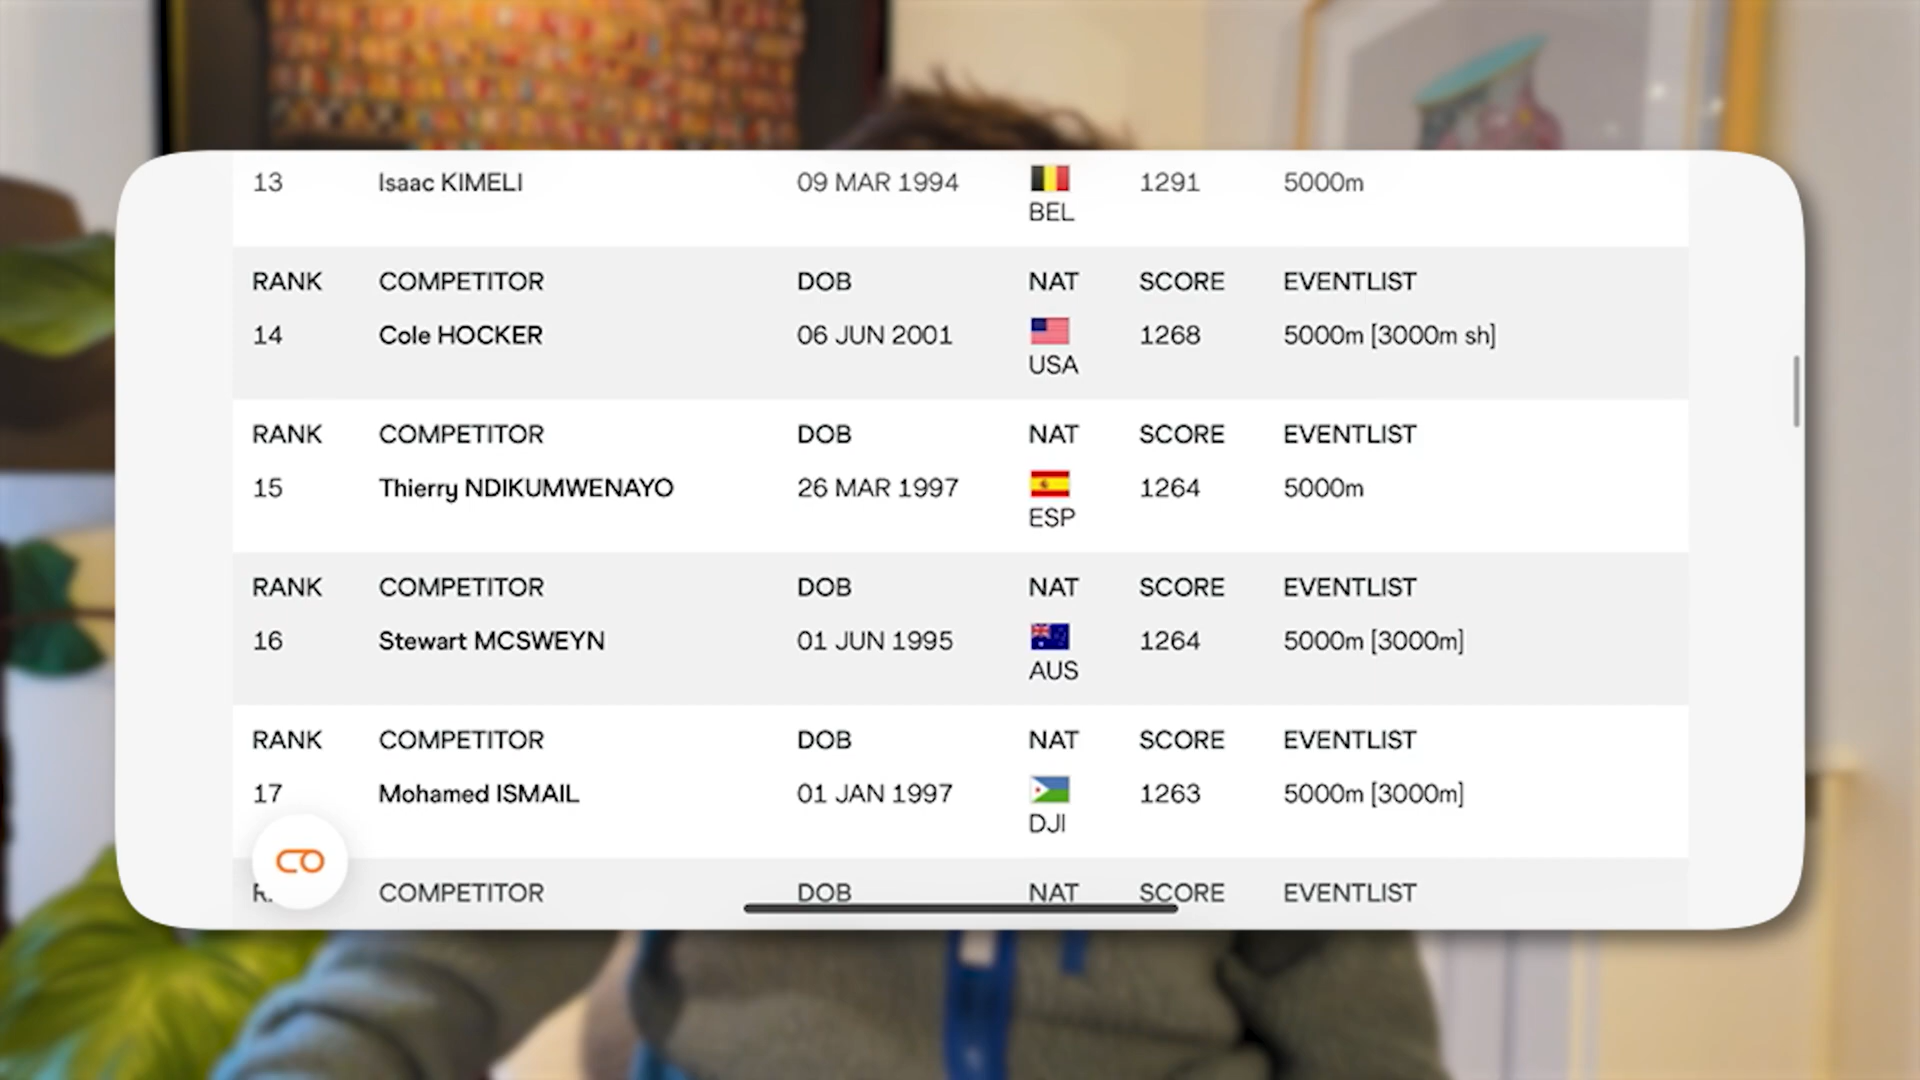 13 Isaac KIMELI 09 MAR 1994 1291 5000m
BEL
RANK COMPETITOR DOB NAT SCORE EVENTLIST
14 Cole HOCKER 06 JUN 2001 1268 5000m [3000m sh]
USA
RANK COMPETITOR DOB NAT SCORE EVENTLIST
15 Thierry NDIKUMWENAYO 26 MAR 1997 1264 5000m
ESP
RANK COMPETITOR DOB NAT SCORE EVENTLIST
16 Stewart MCSWEYN 01 JUN 1995 1264 5000m [3000m]
AUS
RANK COMPETITOR DOB NAT SCORE EVENTLIST
17 Mohamed ISMAIL 01 JAN 1997 1263 5000m [3000m]
DJI
COMPETITOR DOB NAT SCORE EVENTLIST